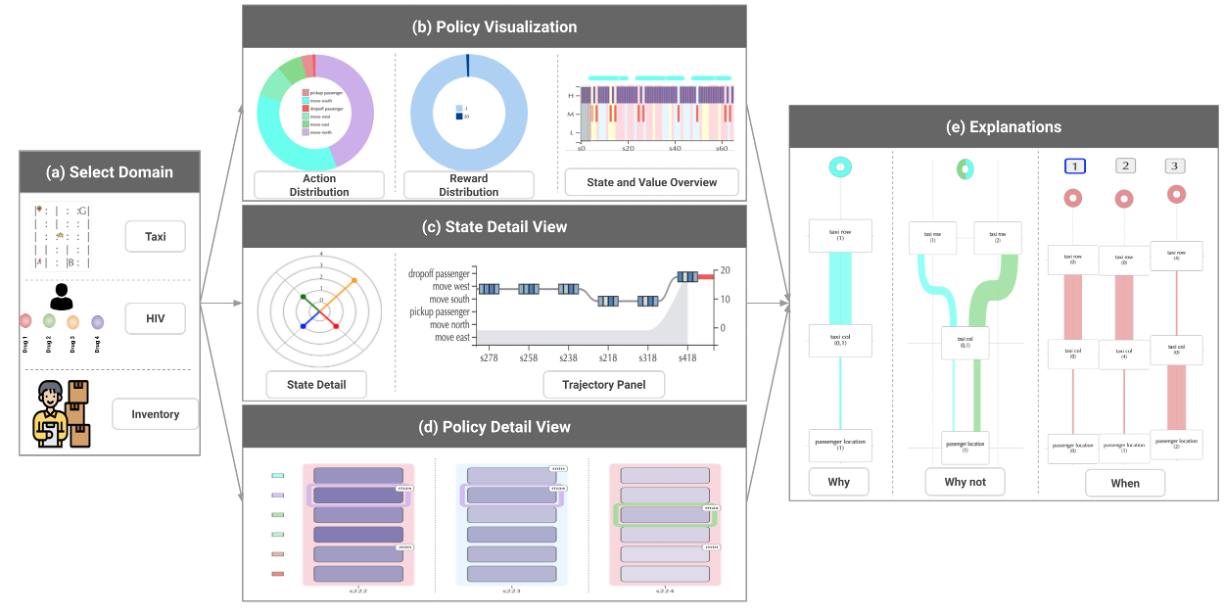 (a) Select Domain
:G|
|B :
Taxi
HIV
Drug 1
Drug 2
Drug 3
Drug 4
Inventory
(b) Policy Visualization
pickup passenger
move south
dropoff passenger
move west
move east
move north
Action
Distribution
-1
20
Reward
Distribution
H
M
L
s0
s20
s40
s60
State and Value Overview
(c) State Detail View
4
3
2
1
0
State Detail
dropoff passenger
move west
move south
pickup passenger
move north
move east
20
10
0
s278
s258
s238
s218
s318
s418
Trajectory Panel
(d) Policy Detail View
max
min
s222
min
max
s223
max
min
s224
(e) Explanations
taxi row
(1)
taxi col
(0,1)
passenger location
(1)
Why
taxi row
(1)
taxi row
(2)
taxi col
(0,1)
passenger location
(1)
Why not
1
2
3
taxi row
(0)
taxi row
(0)
taxi row
(4)
taxi col
(0)
taxi col
(4)
taxi col
(0)
passenger location
(0)
passenger location
(1)
passenger location
(2)
When